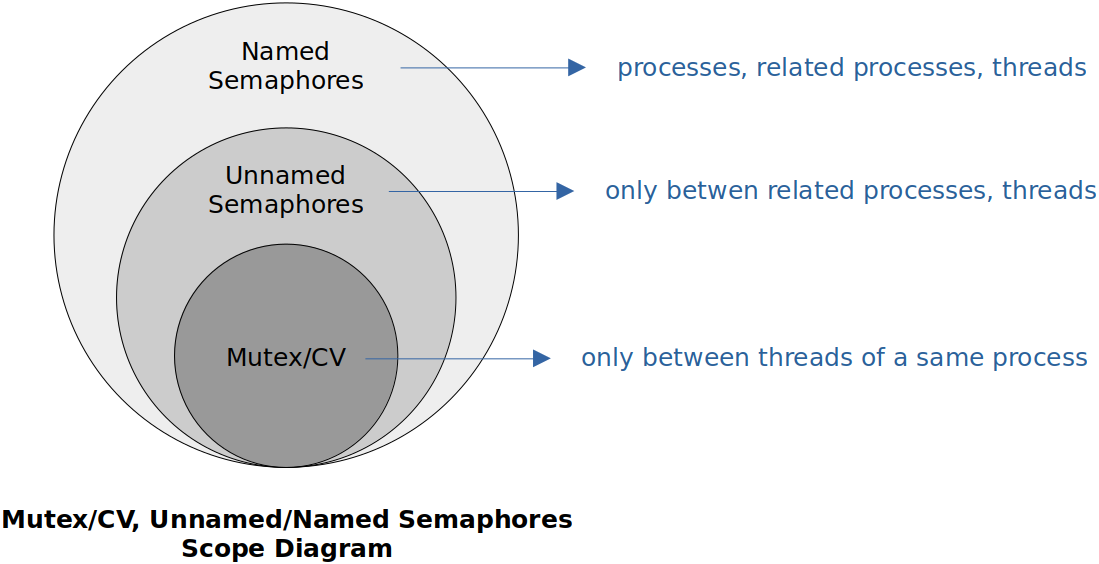 Named
Semaphores
processes, related processes, threads
Unnamed
Semaphores
only betwen related processes, threads
Mutex/CV
only between threads of a same process
Mutex/CV, Unnamed/Named Semaphores
Scope Diagram